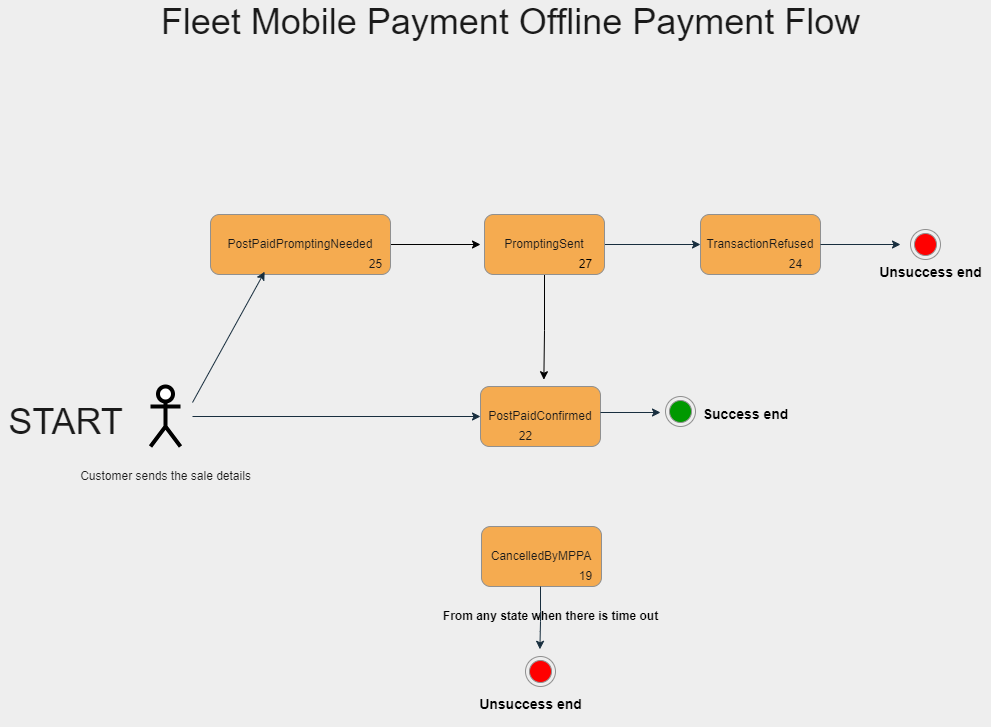 Fleet Mobile Payment Offline Payment Flow
PostPaidPromptingNeeded
25
PromptingSent
27
TransactionRefused
24
Unsuccess end
START
Customer sends the sale details
PostPaidConfirmed
22
Success end
CancelledByMPPA
19
From any state when there is time out
Unsuccess end